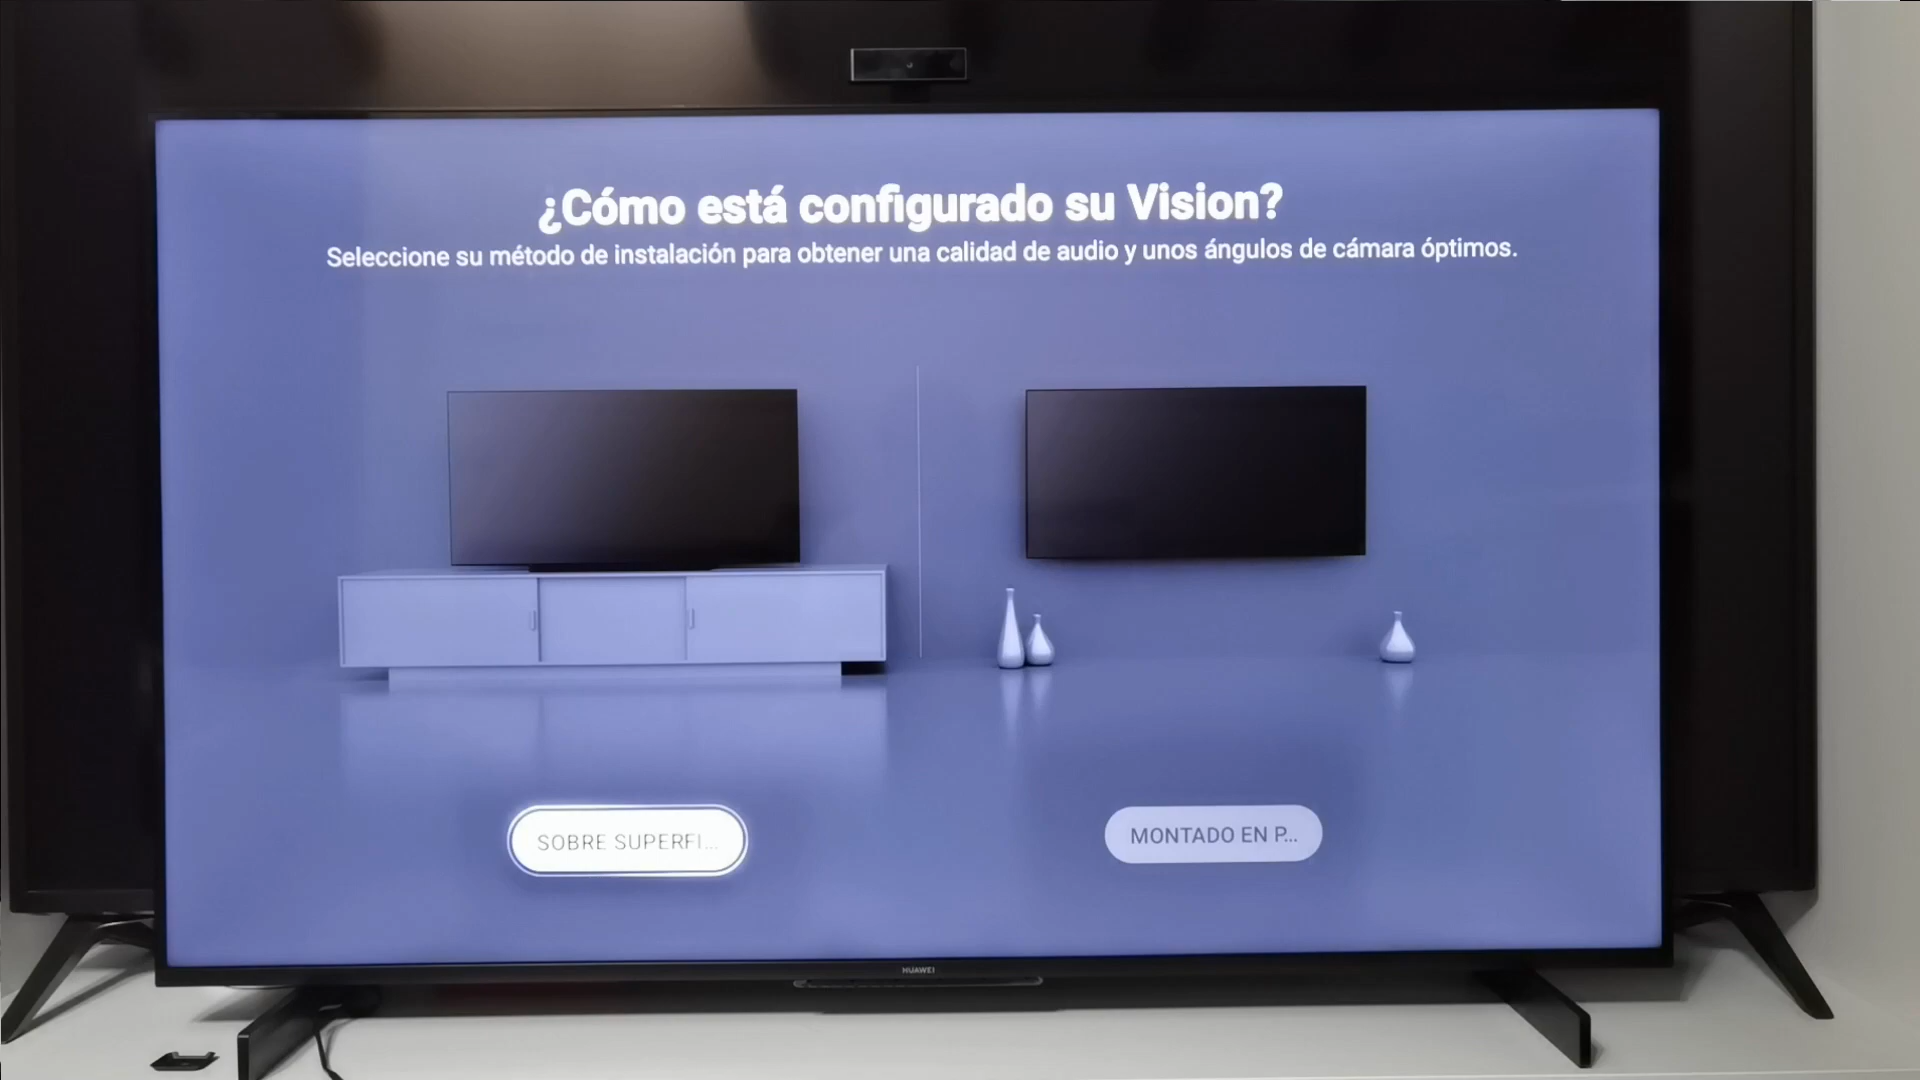 ¿Cómo está configurado su Vision?
Seleccione su método de instalación para obtener una calidad de audio y unos ángulos de cámara óptimos.
SOBRE SUPERFI...
MONTADO EN P...
HUAWEI